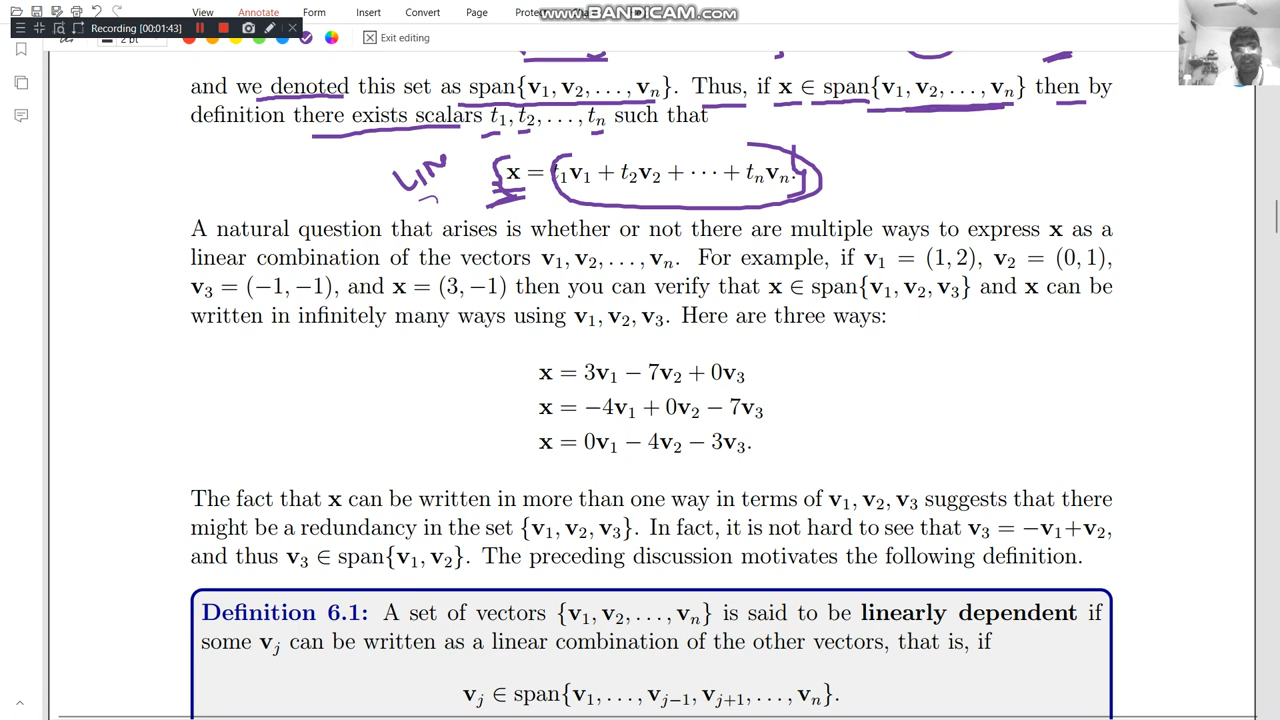 www.BANDICAM.com
View Insert Form Convert Protect
Recording [00:01:43]
Annotate
2 pt
Exit editing
and we denoted this set as span{v₁, v₂, . . . , vₙ}. Thus, if x ∈ span{v₁, v₂, . . . , vₙ} then by
definition there exists scalars t₁, t₂, . . . , tₙ such that
LIN
x = t₁v₁ + t₂v₂ + · · · + tₙvₙ.
A natural question that arises is whether or not there are multiple ways to express x as a
linear combination of the vectors v₁, v₂, . . . , vₙ. For example, if v₁ = (1, 2), v₂ = (0, 1),
v₃ = (−1, −1), and x = (3, −1) then you can verify that x ∈ span{v₁, v₂, v₃} and x can be
written in infinitely many ways using v₁, v₂, v₃. Here are three ways:
x = 3v₁ − 7v₂ + 0v₃
x = −4v₁ + 0v₂ − 7v₃
x = 0v₁ − 4v₂ − 3v₃.
The fact that x can be written in more than one way in terms of v₁, v₂, v₃ suggests that there
might be a redundancy in the set {v₁, v₂, v₃}. In fact, it is not hard to see that v₃ = −v₁+v₂,
and thus v₃ ∈ span{v₁, v₂}. The preceding discussion motivates the following definition.
Definition 6.1: A set of vectors {v₁, v₂, . . . , vₙ} is said to be linearly dependent if
some vⱼ can be written as a linear combination of the other vectors, that is, if
vⱼ ∈ span{v₁, . . . , vⱼ₋₁, vⱼ₊₁, . . . , vₙ}.